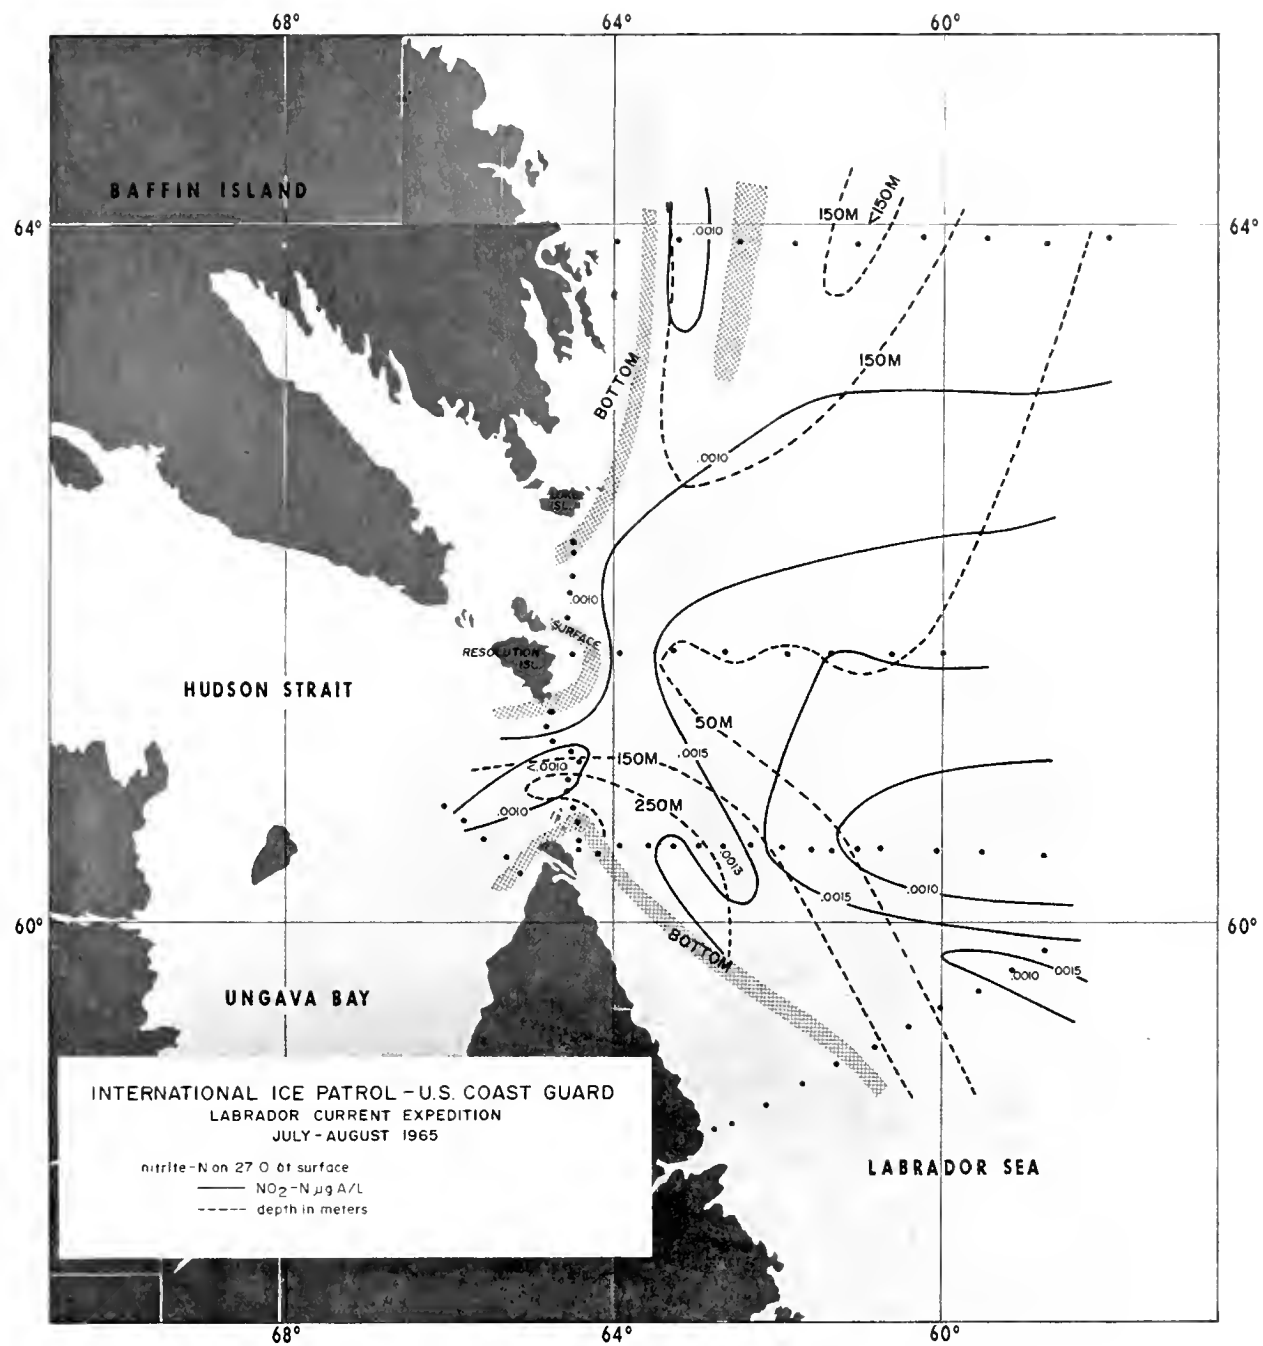 68° 64° 60°
BAFFIN ISLAND
150M <150M
64° 64°
.0010
150M
BOTTOM
.0010
LOKS
ISL.
.0010
SURFACE
RESOLUTION
ISL.
HUDSON STRAIT
50M
150M .0015
<.0010
250M
.0010
.0013
.0010
.0015
60° 60°
BOTTOM
.0010 .0015
UNGAVA BAY
INTERNATIONAL ICE PATROL - U.S. COAST GUARD
LABRADOR CURRENT EXPEDITION
JULY - AUGUST 1965
LABRADOR SEA
nitrite-N on 27.0 δt surface
NO2-N µg A/L
depth in meters
68° 64° 60°